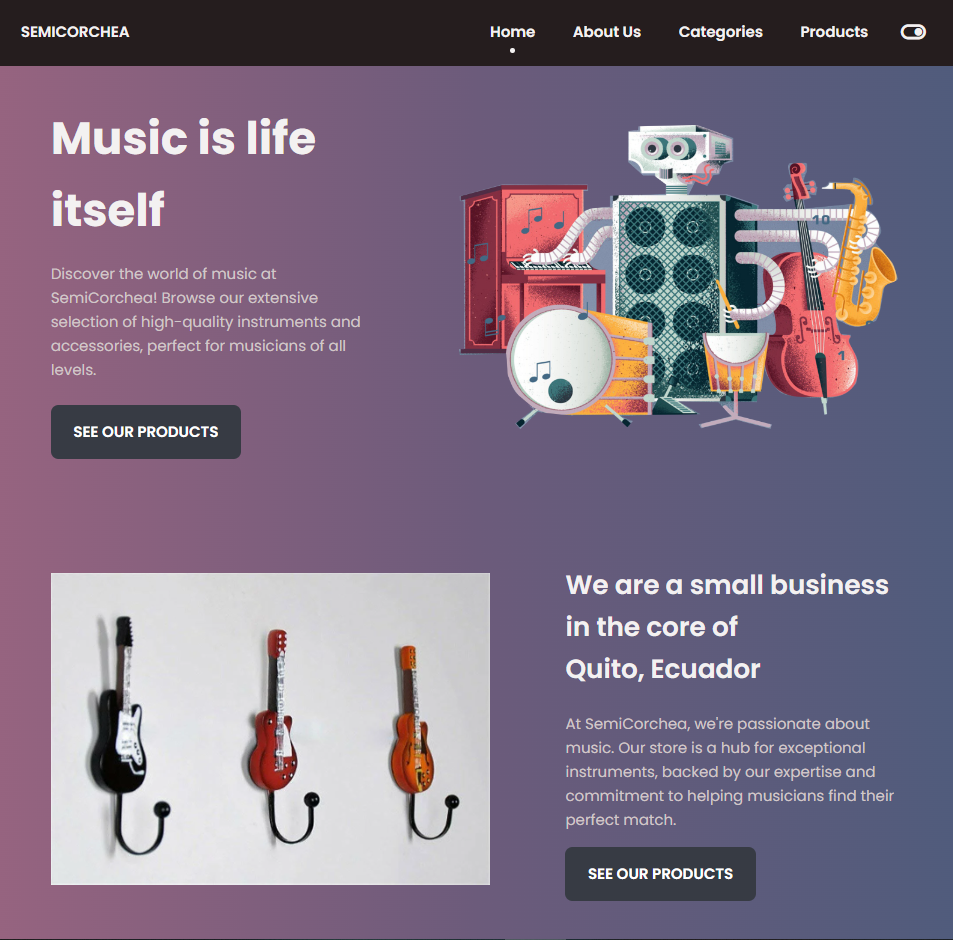 SEMICORCHEA
Home
About Us
Categories
Products
Music is life
itself
Discover the world of music at
SemiCorchea! Browse our extensive
selection of high-quality instruments and
accessories, perfect for musicians of all
levels.
SEE OUR PRODUCTS
10
1
We are a small business
in the core of
Quito, Ecuador
At SemiCorchea, we're passionate about
music. Our store is a hub for exceptional
instruments, backed by our expertise and
commitment to helping musicians find their
perfect match.
SEE OUR PRODUCTS